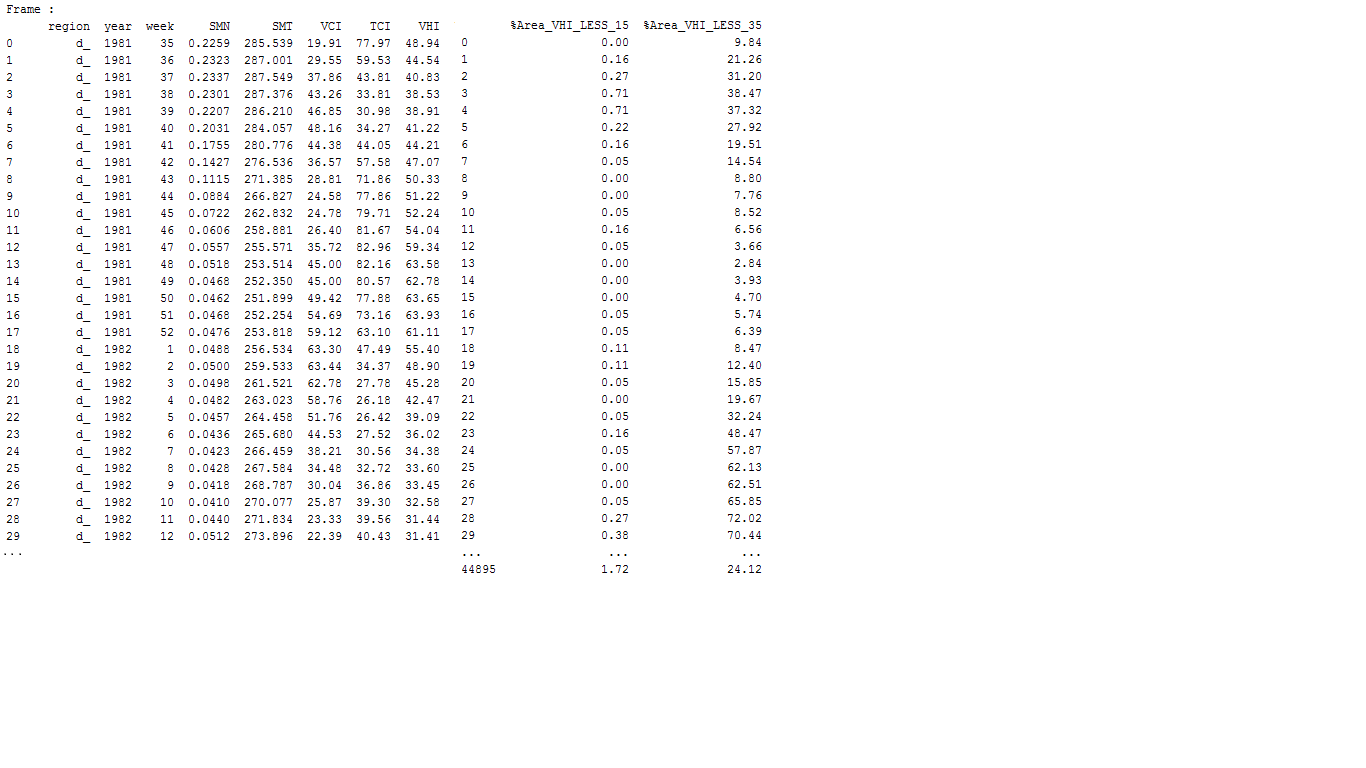 Frame :
region year week SMN SMT VCI TCI VHI %Area_VHI_LESS_15 %Area_VHI_LESS_35
0 d_ 1981 35 0.2259 285.539 19.91 77.97 48.94 0 0.00 9.84
1 d_ 1981 36 0.2323 287.001 29.55 59.53 44.54 1 0.16 21.26
2 d_ 1981 37 0.2337 287.549 37.86 43.81 40.83 2 0.27 31.20
3 d_ 1981 38 0.2301 287.376 43.26 33.81 38.53 3 0.71 38.47
4 d_ 1981 39 0.2207 286.210 46.85 30.98 38.91 4 0.71 37.32
5 d_ 1981 40 0.2031 284.057 48.16 34.27 41.22 5 0.22 27.92
6 d_ 1981 41 0.1755 280.776 44.38 44.05 44.21 6 0.16 19.51
7 d_ 1981 42 0.1427 276.536 36.57 57.58 47.07 7 0.05 14.54
8 d_ 1981 43 0.1115 271.385 28.81 71.86 50.33 8 0.00 8.80
9 d_ 1981 44 0.0884 266.827 24.58 77.86 51.22 9 0.00 7.76
10 d_ 1981 45 0.0722 262.832 24.78 79.71 52.24 10 0.05 8.52
11 d_ 1981 46 0.0606 258.881 26.40 81.67 54.04 11 0.16 6.56
12 d_ 1981 47 0.0557 255.571 35.72 82.96 59.34 12 0.05 3.66
13 d_ 1981 48 0.0518 253.514 45.00 82.16 63.58 13 0.00 2.84
14 d_ 1981 49 0.0468 252.350 45.00 80.57 62.78 14 0.00 3.93
15 d_ 1981 50 0.0462 251.899 49.42 77.88 63.65 15 0.00 4.70
16 d_ 1981 51 0.0468 252.254 54.69 73.16 63.93 16 0.05 5.74
17 d_ 1981 52 0.0476 253.818 59.12 63.10 61.11 17 0.05 6.39
18 d_ 1982 1 0.0488 256.534 63.30 47.49 55.40 18 0.11 8.47
19 d_ 1982 2 0.0500 259.533 63.44 34.37 48.90 19 0.11 12.40
20 d_ 1982 3 0.0498 261.521 62.78 27.78 45.28 20 0.05 15.85
21 d_ 1982 4 0.0482 263.023 58.76 26.18 42.47 21 0.00 19.67
22 d_ 1982 5 0.0457 264.458 51.76 26.42 39.09 22 0.05 32.24
23 d_ 1982 6 0.0436 265.680 44.53 27.52 36.02 23 0.16 48.47
24 d_ 1982 7 0.0423 266.459 38.21 30.56 34.38 24 0.05 57.87
25 d_ 1982 8 0.0428 267.584 34.48 32.72 33.60 25 0.00 62.13
26 d_ 1982 9 0.0418 268.787 30.04 36.86 33.45 26 0.00 62.51
27 d_ 1982 10 0.0410 270.077 25.87 39.30 32.58 27 0.05 65.85
28 d_ 1982 11 0.0440 271.834 23.33 39.56 31.44 28 0.27 72.02
29 d_ 1982 12 0.0512 273.896 22.39 40.43 31.41 29 0.38 70.44
... ... ... ...
44895 1.72 24.12